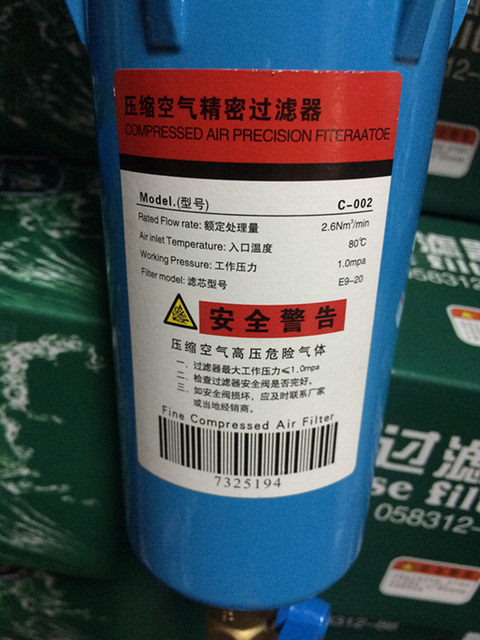 压缩空气精密过滤器
COMPRESSED AIR PRECISION FITERAATOE
Model.(型号) C-002
Rated Flow rate: 额定处理量 2.6Nm³/min
Air inlet Temperature: 入口温度 80℃
Working Pressure: 工作压力 1.0mpa
Filter model: 滤芯型号 E9-20
安全警告
压缩空气高压危险气体
一. 过滤器最大工作压力≤1.0mpa
二. 检查过滤器安全阀是否完好。
三. 如安全阀损坏，应及时联系厂家
或当地经销商。
Fine Compressed Air Filter
7325194
058312-
过滤
se filt
058312-